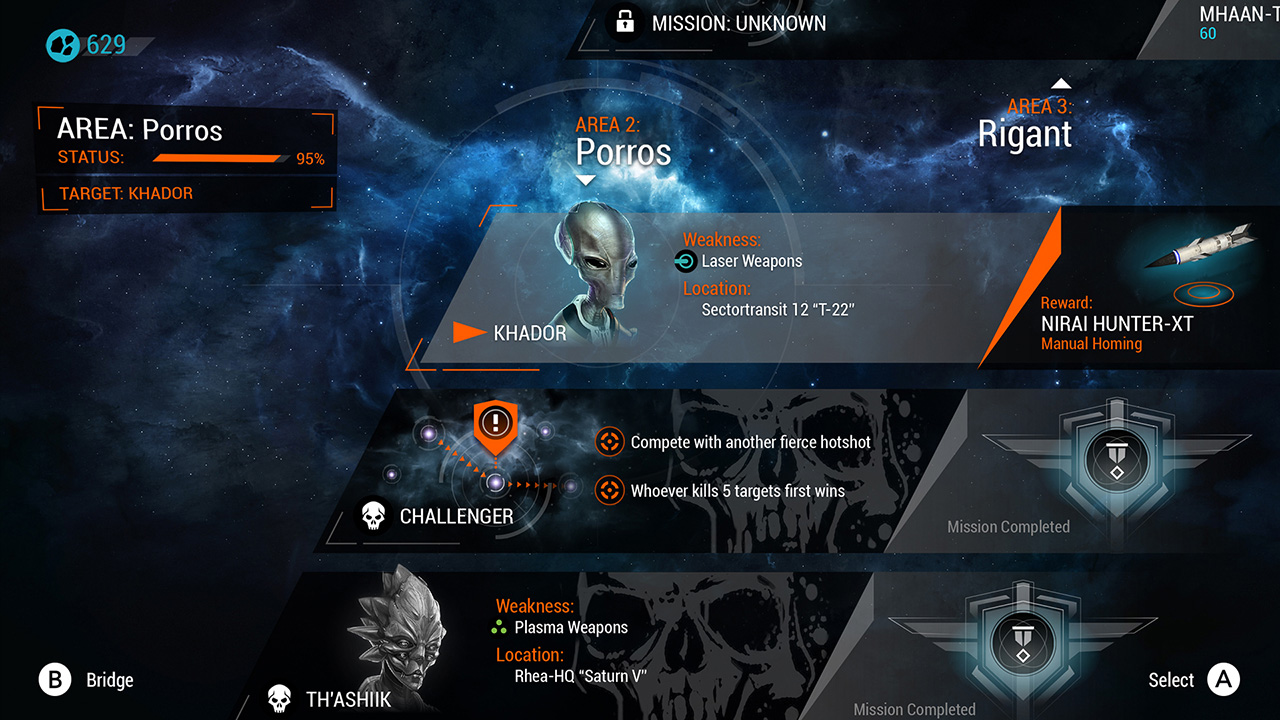 MISSION: UNKNOWN
MHAAN-T
60
629
AREA 3:
Rigant
AREA: Porros
STATUS: 95%
TARGET: KHADOR
AREA 2:
Porros
Weakness:
Laser Weapons
Location:
Sectortransit 12 “T-22”
KHADOR
Reward:
NIRAI HUNTER-XT
Manual Homing
!
Compete with another fierce hotshot
Whoever kills 5 targets first wins
CHALLENGER
Mission Completed
Weakness:
Plasma Weapons
Location:
Rhea-HQ “Saturn V”
TH'ASHIIK
Mission Completed
B Bridge
Select A